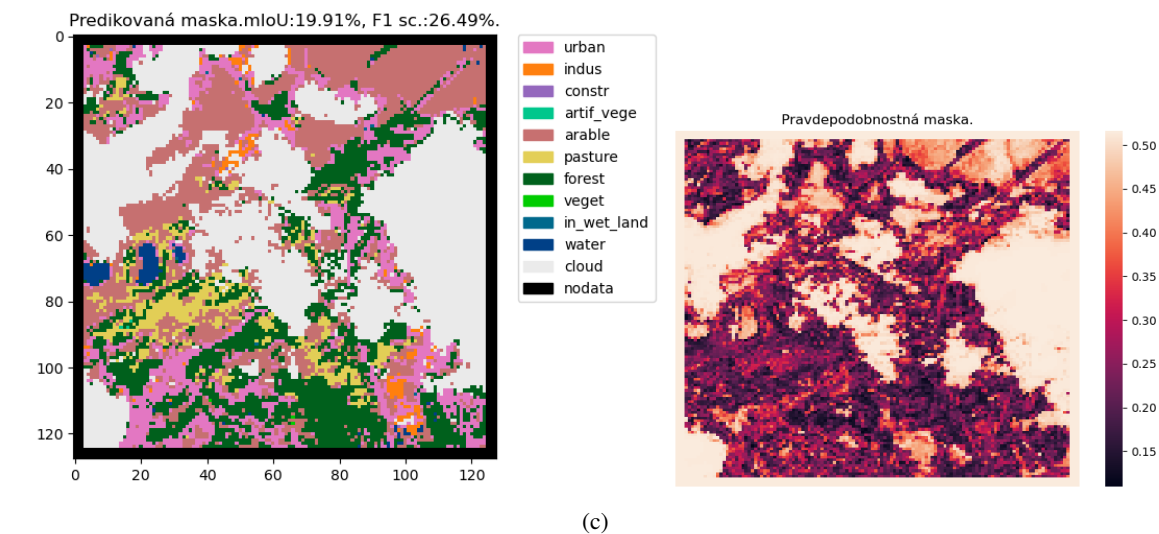 Predikovaná maska.mIoU:19.91%, F1 sc.:26.49%.
0
20
40
60
80
100
120
0 20 40 60 80 100 120
urban
indus
constr
artif_vege
arable
pasture
forest
veget
in_wet_land
water
cloud
nodata
Pravdepodobnostná maska.
0.50
0.45
0.40
0.35
0.30
0.25
0.20
0.15
(c)